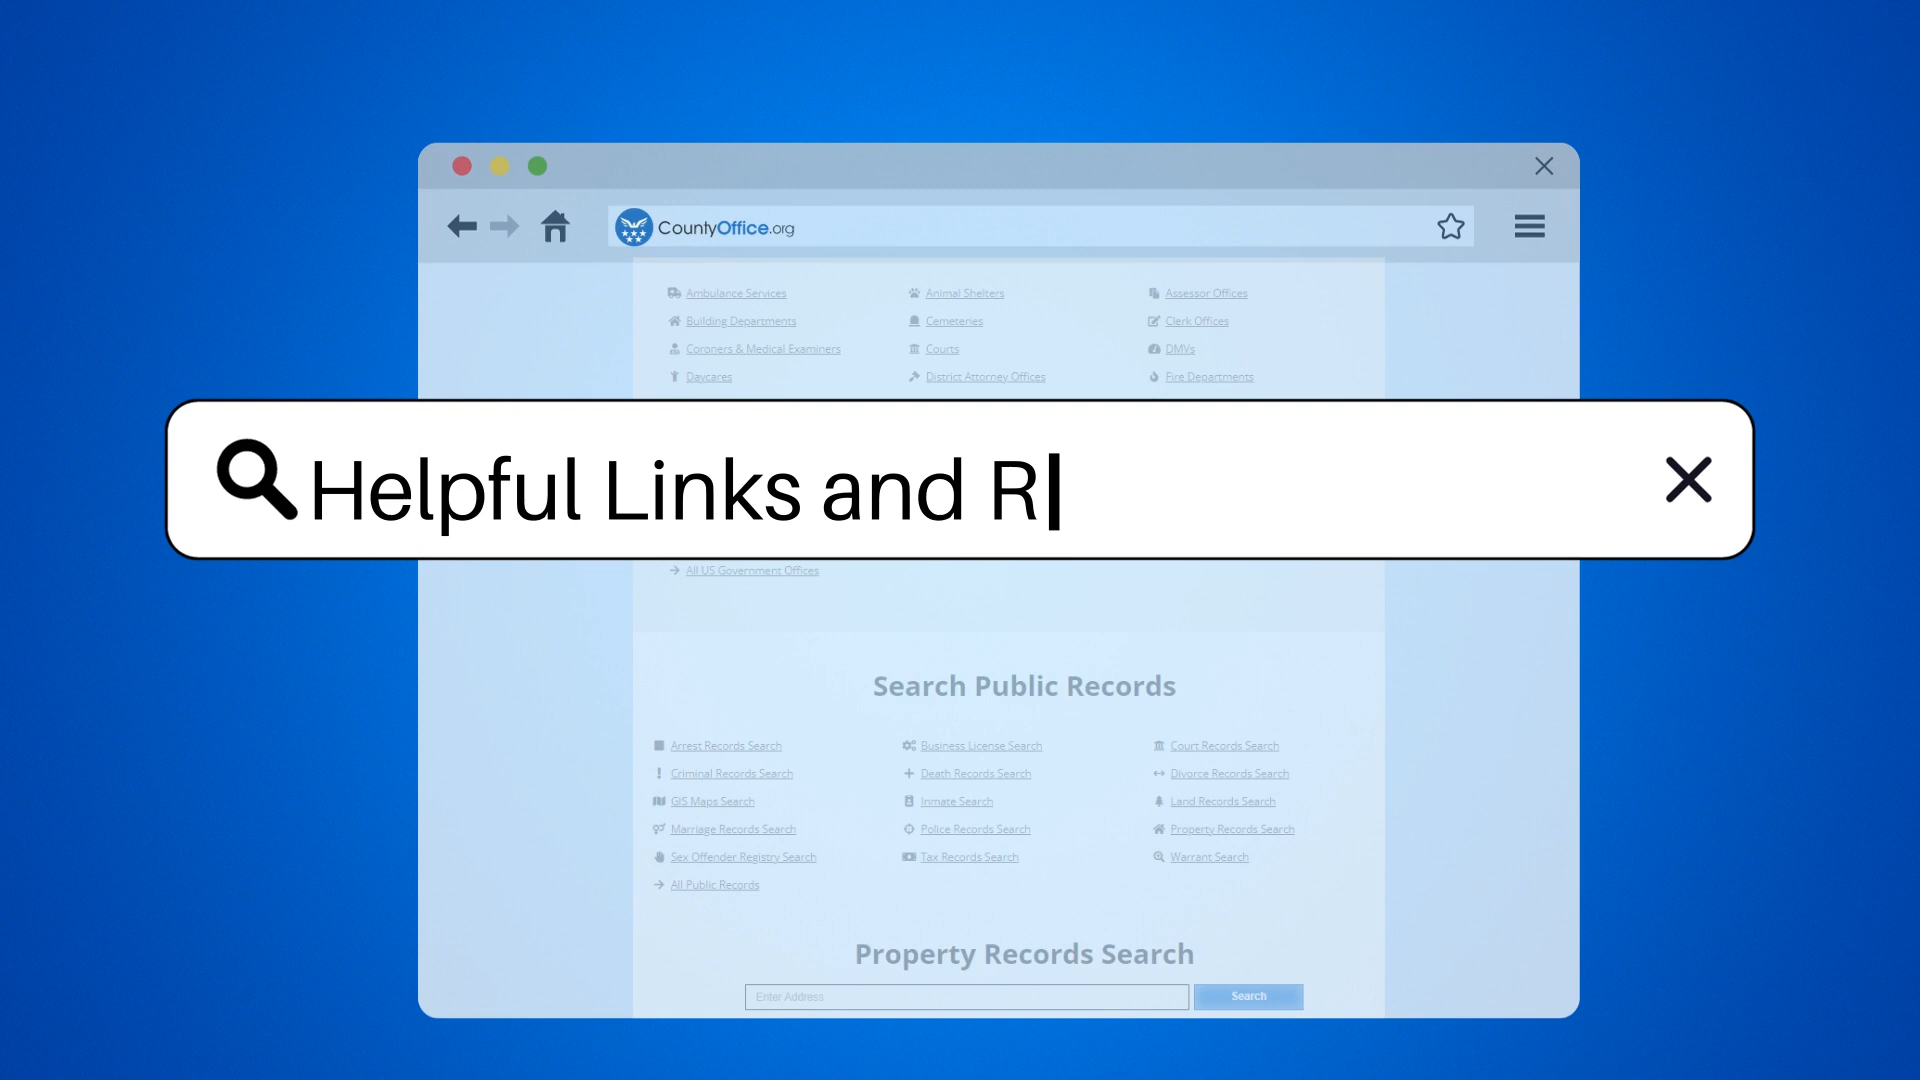 CountyOffice.org
Ambulance Services Animal Shelters Assessor Offices
Building Departments Cemeteries Clerk Offices
Coroners & Medical Examiners Courts DMVs
Daycares District Attorney Offices Fire Departments
Helpful Links and R
All US Government Offices
Search Public Records
Arrest Records Search Business License Search Court Records Search
Criminal Records Search Death Records Search Divorce Records Search
GIS Maps Search Inmate Search Land Records Search
Marriage Records Search Police Records Search Property Records Search
Sex Offender Registry Search Tax Records Search Warrant Search
All Public Records
Property Records Search
Enter Address Search